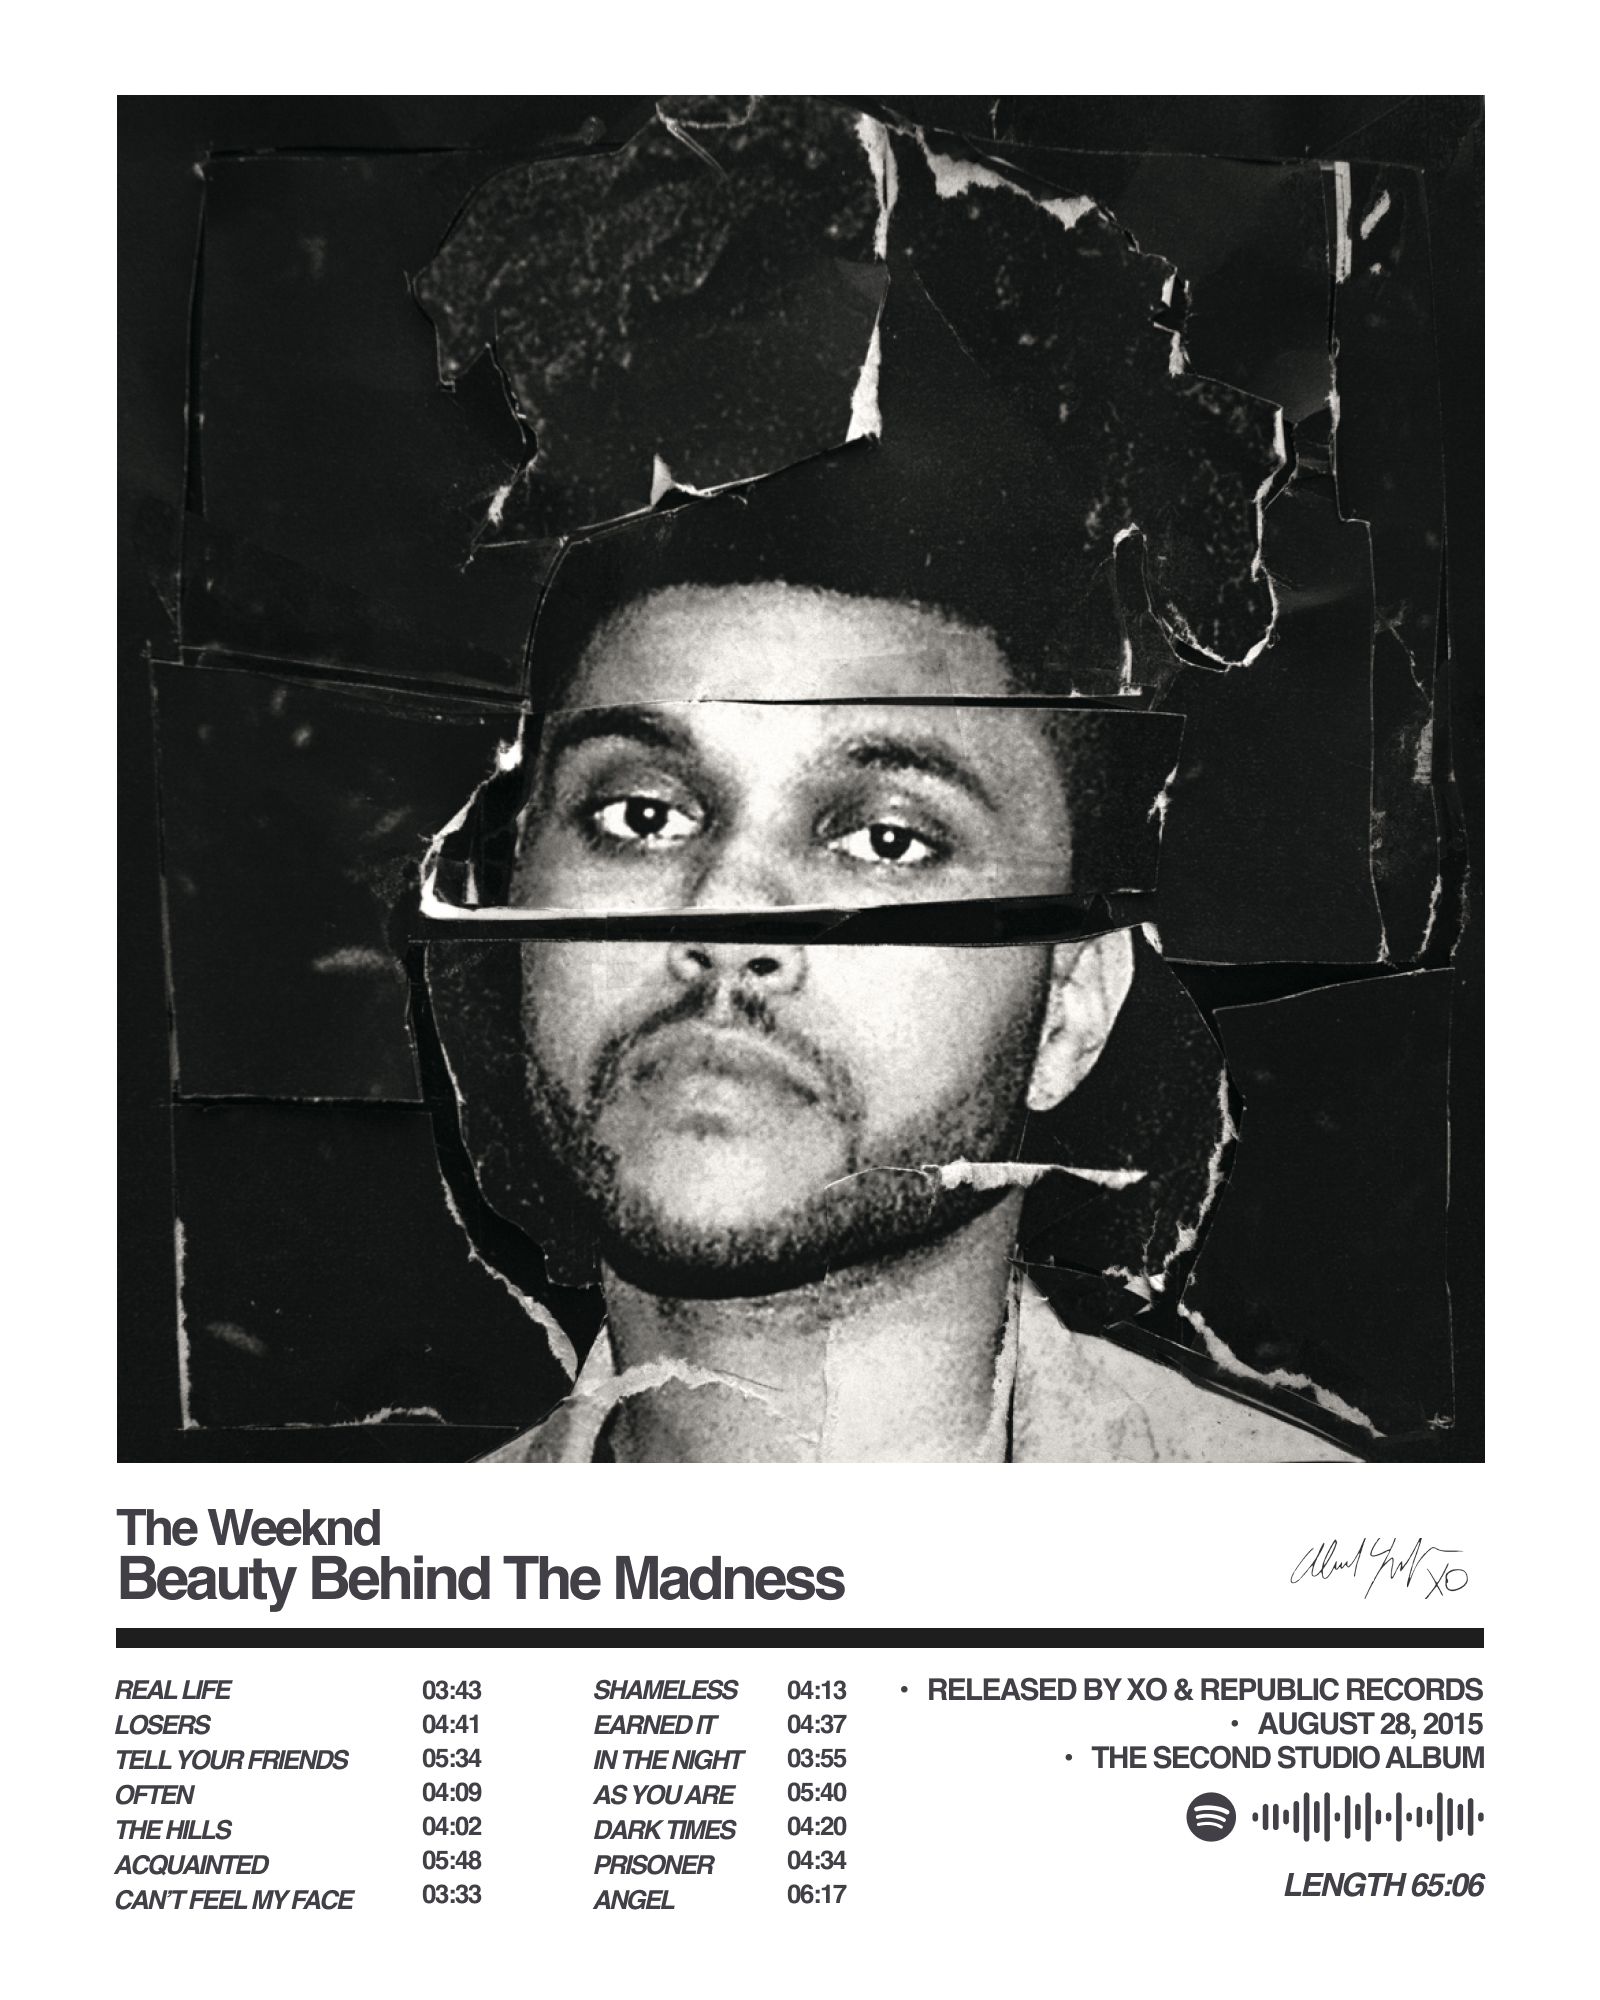 The Weeknd
Beauty Behind The Madness
XO
REAL LIFE 03:43
LOSERS 04:41
TELL YOUR FRIENDS 05:34
OFTEN 04:09
THE HILLS 04:02
ACQUAINTED 05:48
CAN'T FEEL MY FACE 03:33
SHAMELESS 04:13
EARNED IT 04:37
IN THE NIGHT 03:55
AS YOU ARE 05:40
DARK TIMES 04:20
PRISONER 04:34
ANGEL 06:17
• RELEASED BY XO & REPUBLIC RECORDS
• AUGUST 28, 2015
• THE SECOND STUDIO ALBUM
LENGTH 65:06